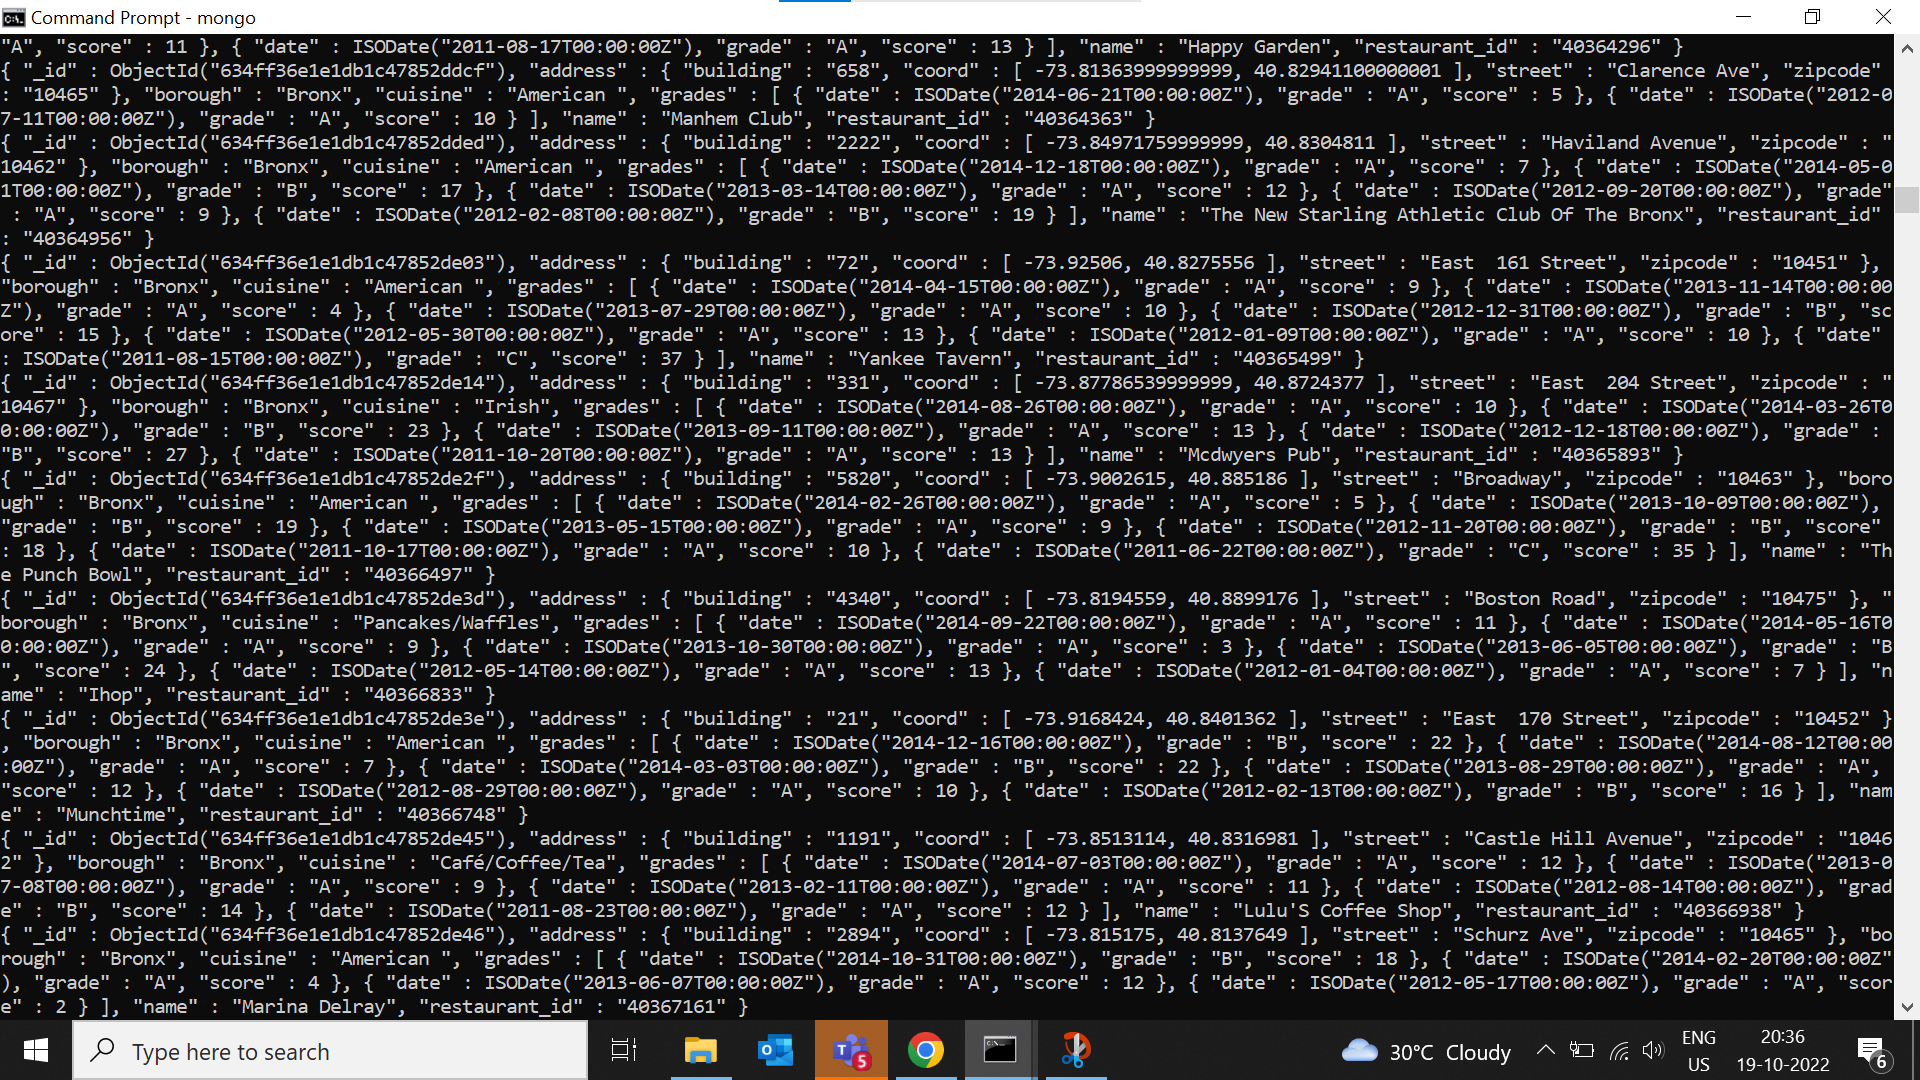 Command Prompt - mongo
"A", "score" : 11 }, { "date" : ISODate("2011-08-17T00:00:00Z"), "grade" : "A", "score" : 13 } ], "name" : "Happy Garden", "restaurant_id" : "40364296" }
{ "_id" : ObjectId("634ff36e1e1db1c47852ddcf"), "address" : { "building" : "658", "coord" : [ -73.81363999999999, 40.82941100000001 ], "street" : "Clarence Ave", "zipcode"
: "10465" }, "borough" : "Bronx", "cuisine" : "American ", "grades" : [ { "date" : ISODate("2014-06-21T00:00:00Z"), "grade" : "A", "score" : 5 }, { "date" : ISODate("2012-0
7-11T00:00:00Z"), "grade" : "A", "score" : 10 } ], "name" : "Manhem Club", "restaurant_id" : "40364363" }
{ "_id" : ObjectId("634ff36e1e1db1c47852dded"), "address" : { "building" : "2222", "coord" : [ -73.84971759999999, 40.8304811 ], "street" : "Haviland Avenue", "zipcode" : "
10462" }, "borough" : "Bronx", "cuisine" : "American ", "grades" : [ { "date" : ISODate("2014-12-18T00:00:00Z"), "grade" : "A", "score" : 7 }, { "date" : ISODate("2014-05-0
1T00:00:00Z"), "grade" : "B", "score" : 17 }, { "date" : ISODate("2013-03-14T00:00:00Z"), "grade" : "A", "score" : 12 }, { "date" : ISODate("2012-09-20T00:00:00Z"), "grade"
 : "A", "score" : 9 }, { "date" : ISODate("2012-02-08T00:00:00Z"), "grade" : "B", "score" : 19 } ], "name" : "The New Starling Athletic Club Of The Bronx", "restaurant_id"
: "40364956" }
{ "_id" : ObjectId("634ff36e1e1db1c47852de03"), "address" : { "building" : "72", "coord" : [ -73.92506, 40.8275556 ], "street" : "East  161 Street", "zipcode" : "10451" },
"borough" : "Bronx", "cuisine" : "American ", "grades" : [ { "date" : ISODate("2014-04-15T00:00:00Z"), "grade" : "A", "score" : 9 }, { "date" : ISODate("2013-11-14T00:00:00
Z"), "grade" : "A", "score" : 4 }, { "date" : ISODate("2013-07-29T00:00:00Z"), "grade" : "A", "score" : 10 }, { "date" : ISODate("2012-12-31T00:00:00Z"), "grade" : "B", "sc
ore" : 15 }, { "date" : ISODate("2012-05-30T00:00:00Z"), "grade" : "A", "score" : 13 }, { "date" : ISODate("2012-01-09T00:00:00Z"), "grade" : "A", "score" : 10 }, { "date"
: ISODate("2011-08-15T00:00:00Z"), "grade" : "C", "score" : 37 } ], "name" : "Yankee Tavern", "restaurant_id" : "40365499" }
{ "_id" : ObjectId("634ff36e1e1db1c47852de14"), "address" : { "building" : "331", "coord" : [ -73.87786539999999, 40.8724377 ], "street" : "East  204 Street", "zipcode" : "
10467" }, "borough" : "Bronx", "cuisine" : "Irish", "grades" : [ { "date" : ISODate("2014-08-26T00:00:00Z"), "grade" : "A", "score" : 10 }, { "date" : ISODate("2014-03-26T0
0:00:00Z"), "grade" : "B", "score" : 23 }, { "date" : ISODate("2013-09-11T00:00:00Z"), "grade" : "A", "score" : 13 }, { "date" : ISODate("2012-12-18T00:00:00Z"), "grade" :
"B", "score" : 27 }, { "date" : ISODate("2011-10-20T00:00:00Z"), "grade" : "A", "score" : 13 } ], "name" : "Mcdwyers Pub", "restaurant_id" : "40365893" }
{ "_id" : ObjectId("634ff36e1e1db1c47852de2f"), "address" : { "building" : "5820", "coord" : [ -73.9002615, 40.885186 ], "street" : "Broadway", "zipcode" : "10463" }, "boro
ugh" : "Bronx", "cuisine" : "American ", "grades" : [ { "date" : ISODate("2014-02-26T00:00:00Z"), "grade" : "A", "score" : 5 }, { "date" : ISODate("2013-10-09T00:00:00Z"),
"grade" : "B", "score" : 19 }, { "date" : ISODate("2013-05-15T00:00:00Z"), "grade" : "A", "score" : 9 }, { "date" : ISODate("2012-11-20T00:00:00Z"), "grade" : "B", "score"
: 18 }, { "date" : ISODate("2011-10-17T00:00:00Z"), "grade" : "A", "score" : 10 }, { "date" : ISODate("2011-06-22T00:00:00Z"), "grade" : "C", "score" : 35 } ], "name" : "Th
e Punch Bowl", "restaurant_id" : "40366497" }
{ "_id" : ObjectId("634ff36e1e1db1c47852de3d"), "address" : { "building" : "4340", "coord" : [ -73.8194559, 40.8899176 ], "street" : "Boston Road", "zipcode" : "10475" }, "
borough" : "Bronx", "cuisine" : "Pancakes/Waffles", "grades" : [ { "date" : ISODate("2014-09-22T00:00:00Z"), "grade" : "A", "score" : 11 }, { "date" : ISODate("2014-05-16T0
0:00:00Z"), "grade" : "A", "score" : 9 }, { "date" : ISODate("2013-10-30T00:00:00Z"), "grade" : "A", "score" : 3 }, { "date" : ISODate("2013-06-05T00:00:00Z"), "grade" : "B
", "score" : 24 }, { "date" : ISODate("2012-05-14T00:00:00Z"), "grade" : "A", "score" : 13 }, { "date" : ISODate("2012-01-04T00:00:00Z"), "grade" : "A", "score" : 7 } ], "n
ame" : "Ihop", "restaurant_id" : "40366833" }
{ "_id" : ObjectId("634ff36e1e1db1c47852de3e"), "address" : { "building" : "21", "coord" : [ -73.9168424, 40.8401362 ], "street" : "East  170 Street", "zipcode" : "10452" }
, "borough" : "Bronx", "cuisine" : "American ", "grades" : [ { "date" : ISODate("2014-12-16T00:00:00Z"), "grade" : "B", "score" : 22 }, { "date" : ISODate("2014-08-12T00:00
:00Z"), "grade" : "A", "score" : 7 }, { "date" : ISODate("2014-03-03T00:00:00Z"), "grade" : "B", "score" : 22 }, { "date" : ISODate("2013-08-29T00:00:00Z"), "grade" : "A",
"score" : 12 }, { "date" : ISODate("2012-08-29T00:00:00Z"), "grade" : "A", "score" : 10 }, { "date" : ISODate("2012-02-13T00:00:00Z"), "grade" : "B", "score" : 16 } ], "nam
e" : "Munchtime", "restaurant_id" : "40366748" }
{ "_id" : ObjectId("634ff36e1e1db1c47852de45"), "address" : { "building" : "1191", "coord" : [ -73.8513114, 40.8316981 ], "street" : "Castle Hill Avenue", "zipcode" : "1046
2" }, "borough" : "Bronx", "cuisine" : "Café/Coffee/Tea", "grades" : [ { "date" : ISODate("2014-07-03T00:00:00Z"), "grade" : "A", "score" : 12 }, { "date" : ISODate("2013-0
7-08T00:00:00Z"), "grade" : "A", "score" : 9 }, { "date" : ISODate("2013-02-11T00:00:00Z"), "grade" : "A", "score" : 11 }, { "date" : ISODate("2012-08-14T00:00:00Z"), "grad
e" : "B", "score" : 14 }, { "date" : ISODate("2011-08-23T00:00:00Z"), "grade" : "A", "score" : 12 } ], "name" : "Lulu'S Coffee Shop", "restaurant_id" : "40366938" }
{ "_id" : ObjectId("634ff36e1e1db1c47852de46"), "address" : { "building" : "2894", "coord" : [ -73.815175, 40.8137649 ], "street" : "Schurz Ave", "zipcode" : "10465" }, "bo
rough" : "Bronx", "cuisine" : "American ", "grades" : [ { "date" : ISODate("2014-10-31T00:00:00Z"), "grade" : "B", "score" : 18 }, { "date" : ISODate("2014-02-20T00:00:00Z"
), "grade" : "A", "score" : 4 }, { "date" : ISODate("2013-06-07T00:00:00Z"), "grade" : "A", "score" : 12 }, { "date" : ISODate("2012-05-17T00:00:00Z"), "grade" : "A", "scor
e" : 2 } ], "name" : "Marina Delray", "restaurant_id" : "40367161" }
Type here to search
5
30°C Cloudy
ENG
US
20:36
19-10-2022
6